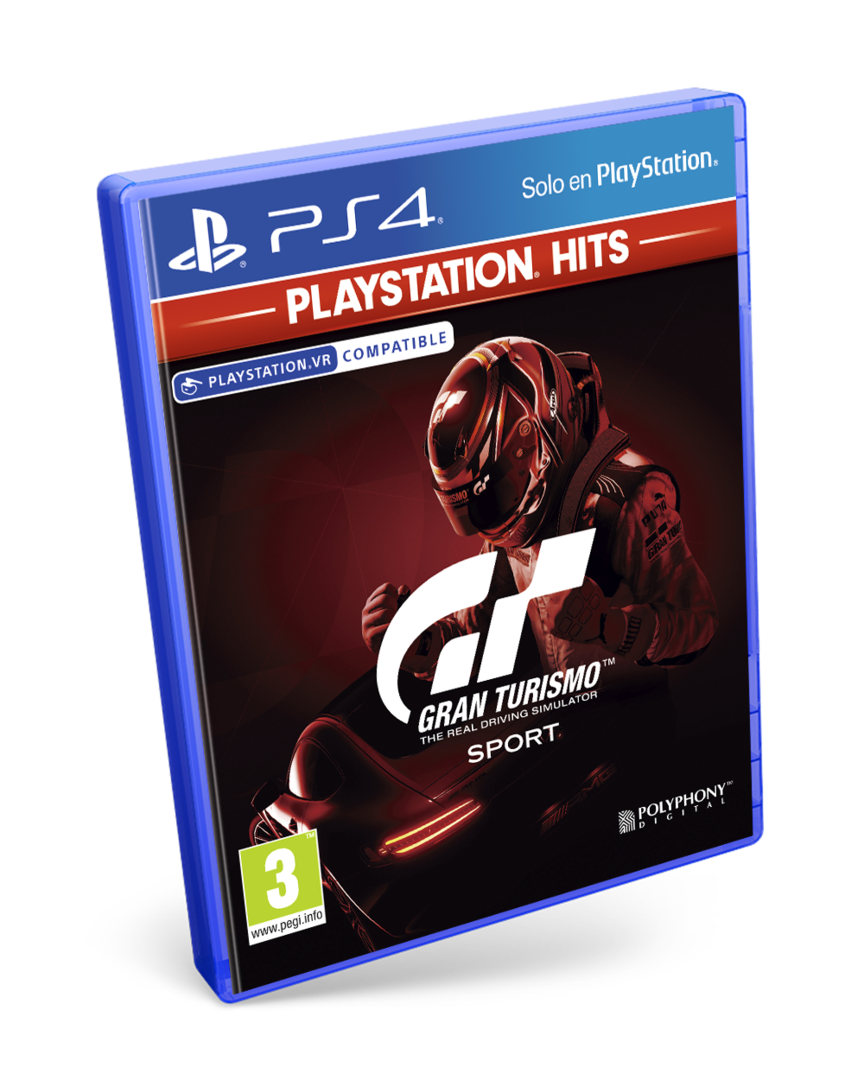 PS4
Solo en PlayStation®
PLAYSTATION® HITS
PLAYSTATION®VR COMPATIBLE
GT
GRAN TURISMO™
THE REAL DRIVING SIMULATOR
SPORT
POLYPHONY™
DIGITAL
3
www.pegi.info